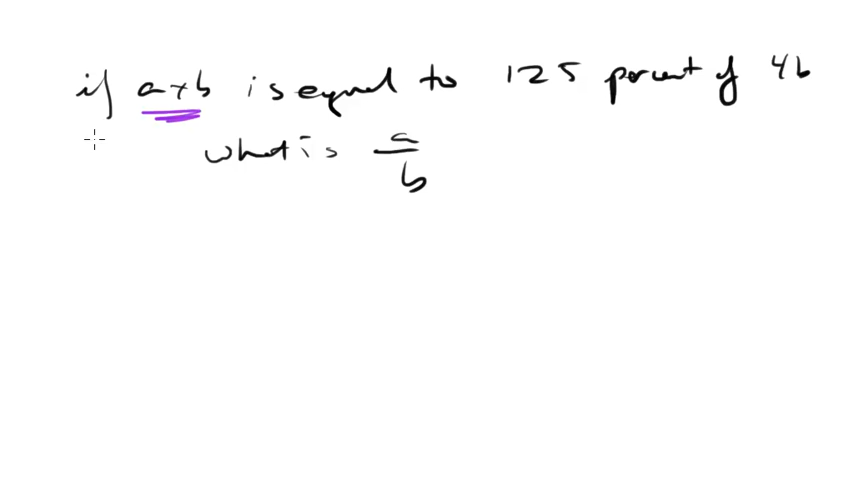 if a+b is equal to 125 percent of 4b
what is a/b